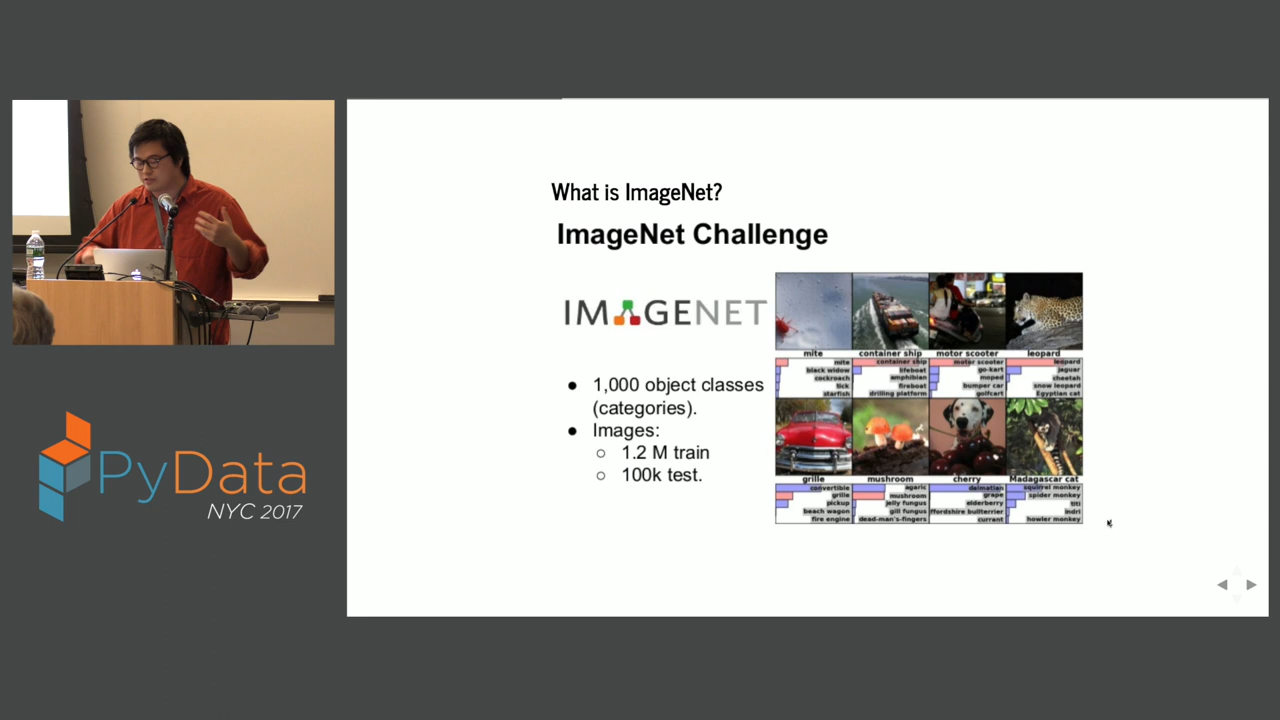 What is ImageNet?
ImageNet Challenge
IMAGENET
● 1,000 object classes
(categories).
● Images:
○ 1.2 M train
○ 100k test.
mite
container ship
motor scooter
leopard
mite
black widow
cockroach
tick
starfish
container ship
lifeboat
amphibian
fireboat
drilling platform
motor scooter
go-kart
moped
bumper car
golfcart
leopard
jaguar
cheetah
snow leopard
Egyptian cat
grille
mushroom
cherry
Madagascar cat
convertible
grille
pickup
beach wagon
fire engine
agaric
mushroom
jelly fungus
gill fungus
dead-man's-fingers
dalmatian
grape
elderberry
ffordshire bullterrier
currant
squirrel monkey
spider monkey
titi
indri
howler monkey
PyData
NYC 2017